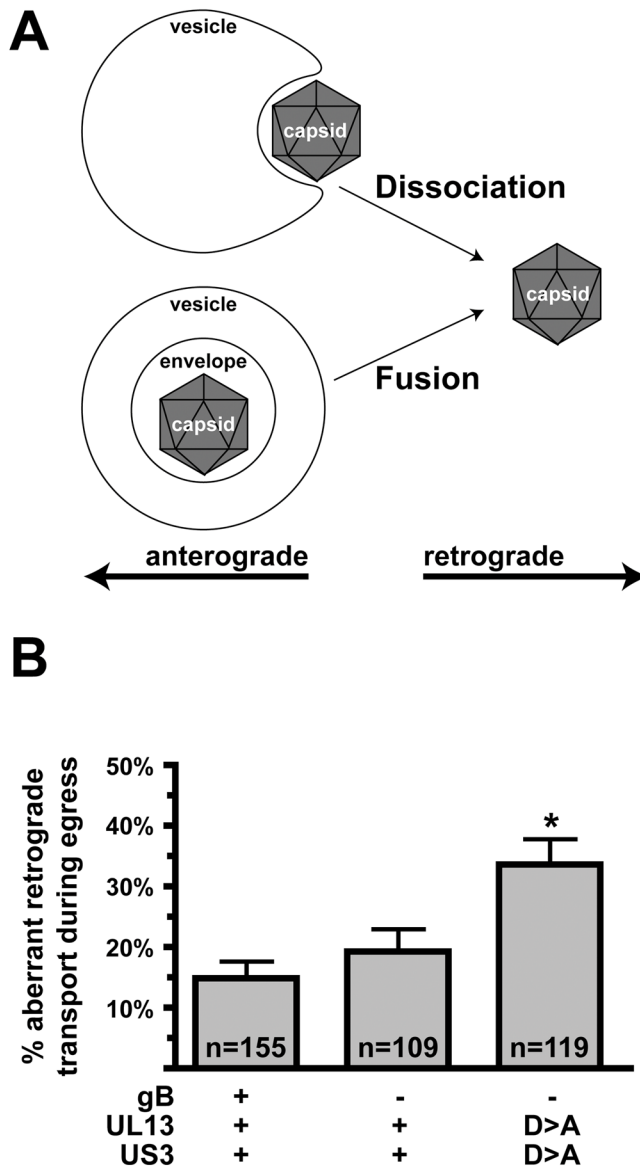 A
vesicle
capsid
Dissociation
capsid
vesicle
envelope
capsid
Fusion
anterograde
retrograde
B
% aberrant retrograde
transport during egress
50%
40%
30%
20%
10%
*
n=155 n=109 n=119
gB + - -
UL13 + + D>A
US3 + + D>A